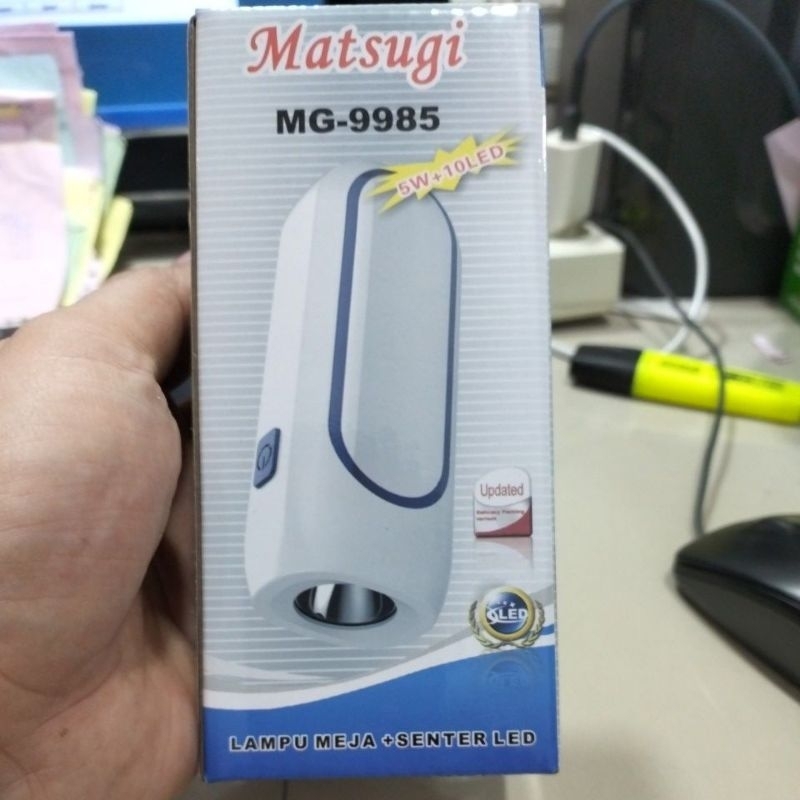 Matsugi
MG-9985
5W+10LED
Updated
LED
LAMPU MEJA +SENTER LED